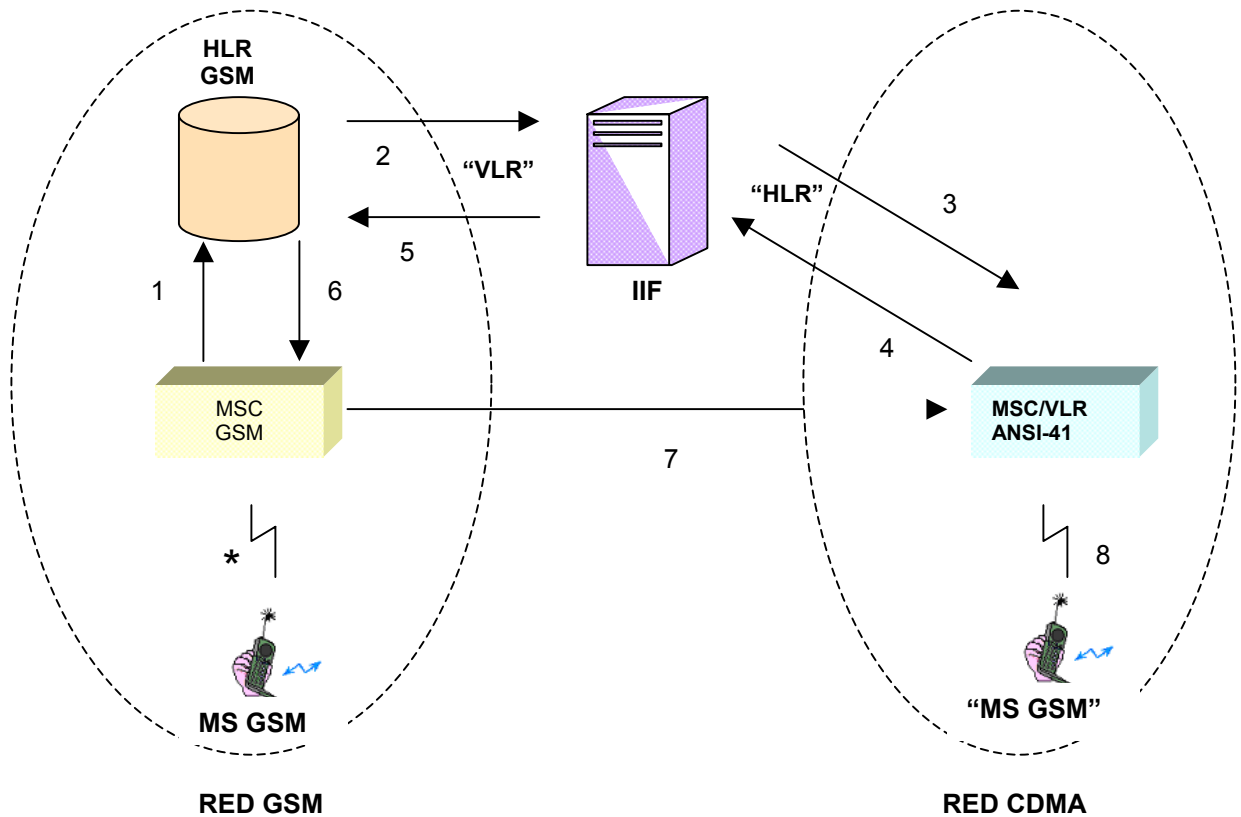 HLR
GSM
2
“VLR”
“HLR”
3
5
IIF
1
6
4
MSC
GSM
MSC/VLR
ANSI-41
7
*
8
MS GSM
“MS GSM”
RED GSM
RED CDMA